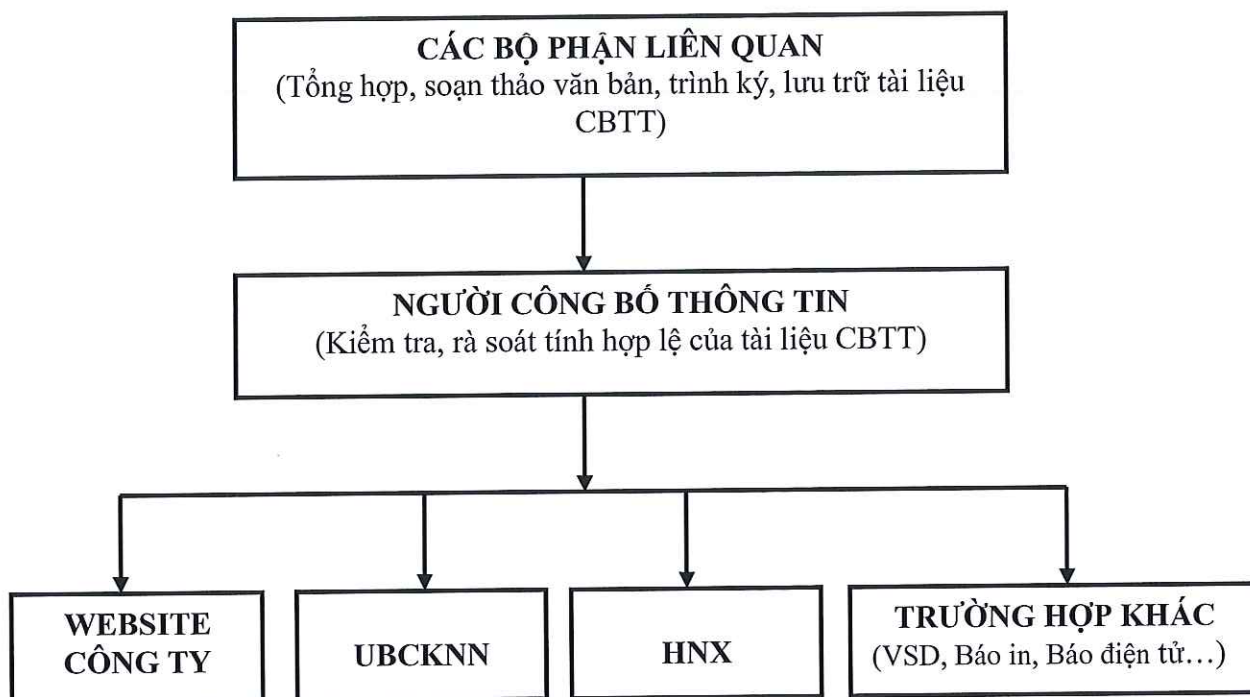 CÁC BỘ PHẬN LIÊN QUAN
(Tổng hợp, soạn thảo văn bản, trình ký, lưu trữ tài liệu
CBTT)
NGƯỜI CÔNG BỐ THÔNG TIN
(Kiểm tra, rà soát tính hợp lệ của tài liệu CBTT)
WEBSITE
CÔNG TY
UBCKNN
HNX
TRƯỜNG HỢP KHÁC
(VSD, Báo in, Báo điện tử...)